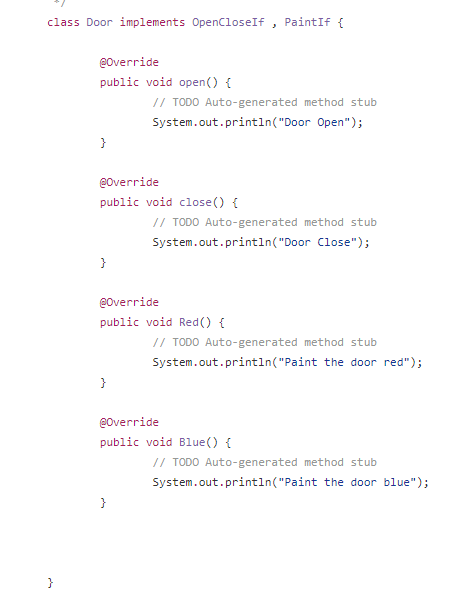 */
class Door implements OpenCloseIf , PaintIf {
@Override
public void open() {
// TODO Auto-generated method stub
System.out.println("Door Open");
}
@Override
public void close() {
// TODO Auto-generated method stub
System.out.println("Door Close");
}
@Override
public void Red() {
// TODO Auto-generated method stub
System.out.println("Paint the door red");
}
@Override
public void Blue() {
// TODO Auto-generated method stub
System.out.println("Paint the door blue");
}
}